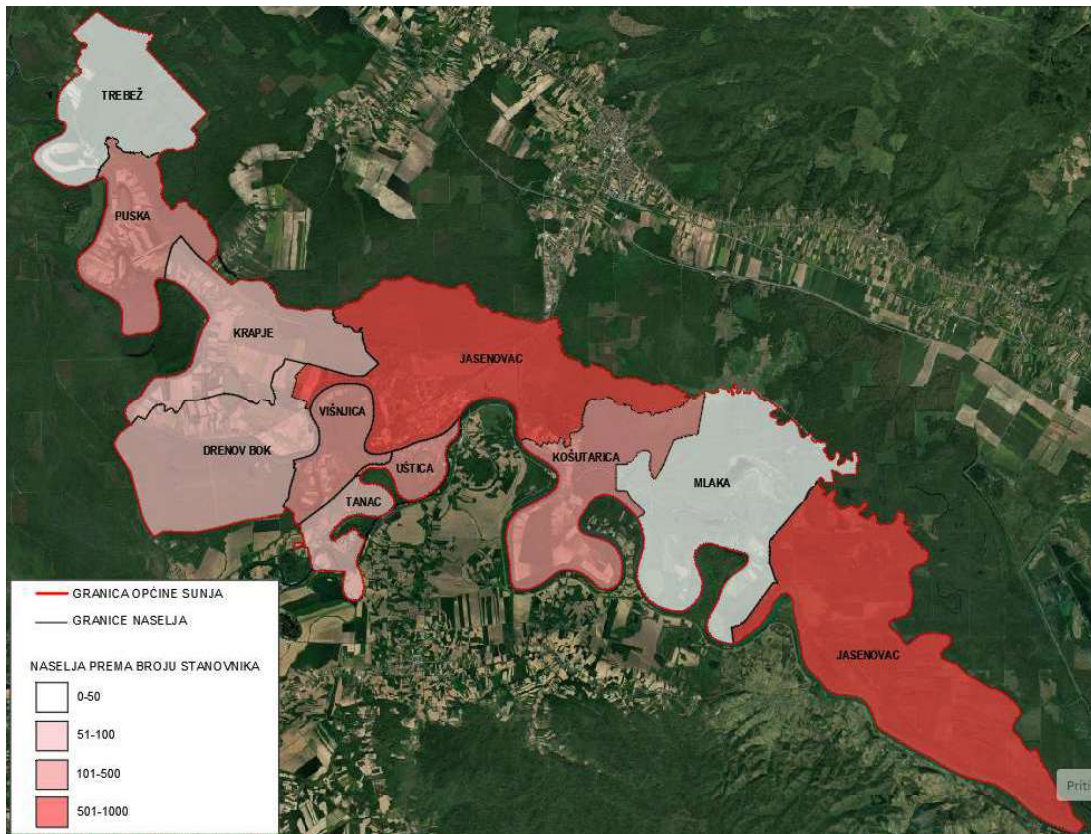 TREBEŽ
PUSKA
KRAPJE
JASENOVAC
VIŠNJICA
DRENOV BOK
UŠTICA
KOŠUTARICA
TANAC
MLAKA
JASENOVAC
GRANICA OPĆINE SUNJA
GRANICE NASELJA
NASELJA PREMA BROJU STANOVNIKA
0-50
51-100
101-500
501-1000
Priti